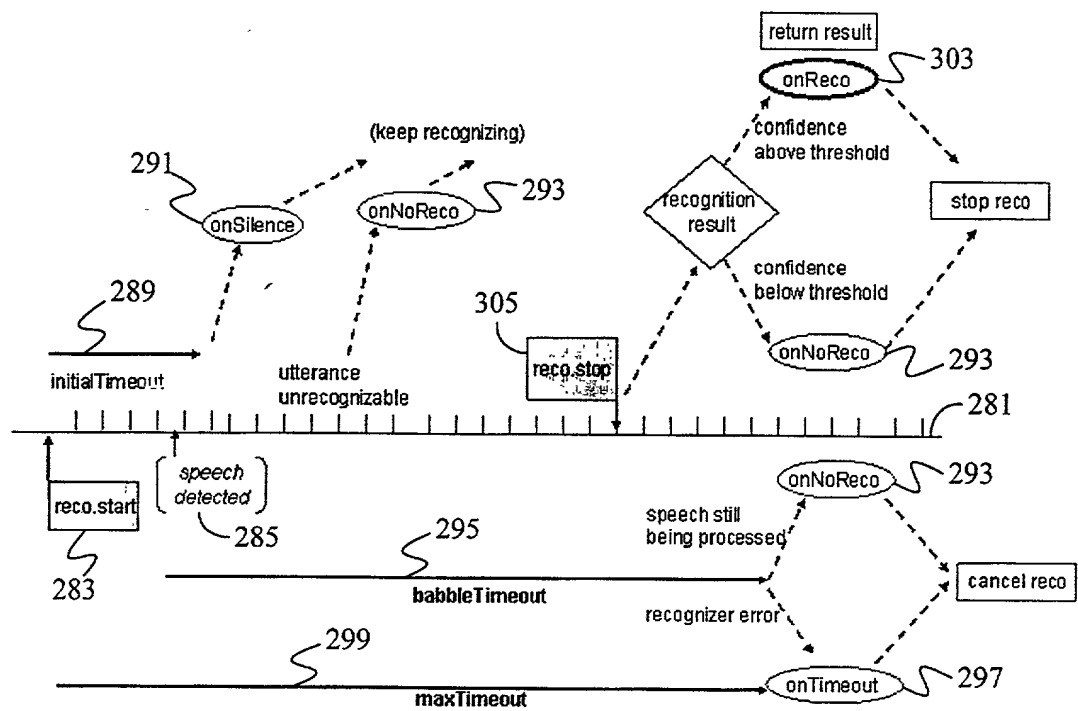 return result
onReco
303
(keep recognizing)
confidence
above threshold
291
onSilence
onNoReco
293
recognition
result
stop reco
289
confidence
below threshold
305
initialTimeout
utterance
unrecognizable
reco.stop
onNoReco
293
281
reco.start
speech
detected
285
onNoReco
293
283
295
speech still
being processed
babbleTimeout
cancel reco
recognizer error
299
maxTimeout
onTimeout
297